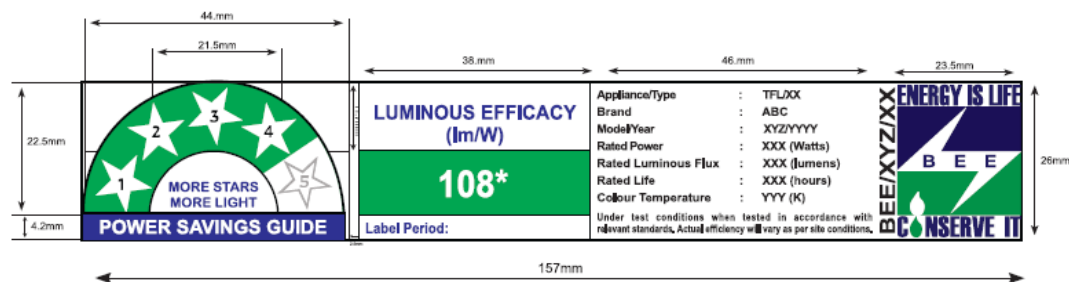 44.mm
21.5mm
38.mm
46.mm
23.5mm
22.5mm
4.2mm
1
2
3
4
5
MORE STARS
MORE LIGHT
POWER SAVINGS GUIDE
LUMINOUS EFFICACY
(lm/W)
108*
Label Period:
Appliance/Type : TFL/XX
Brand : ABC
Model/Year : XYZ/YYYY
Rated Power : XXX (Watts)
Rated Luminous Flux : XXX (lumens)
Rated Life : XXX (hours)
Colour Temperature : YYY (K)
Under test conditions when tested in accordance with
relevant standards. Actual efficiency will vary as per site conditions.
BEE/XYZ/XX
ENERGY IS LIFE
BEE
CONSERVE IT
26mm
157mm